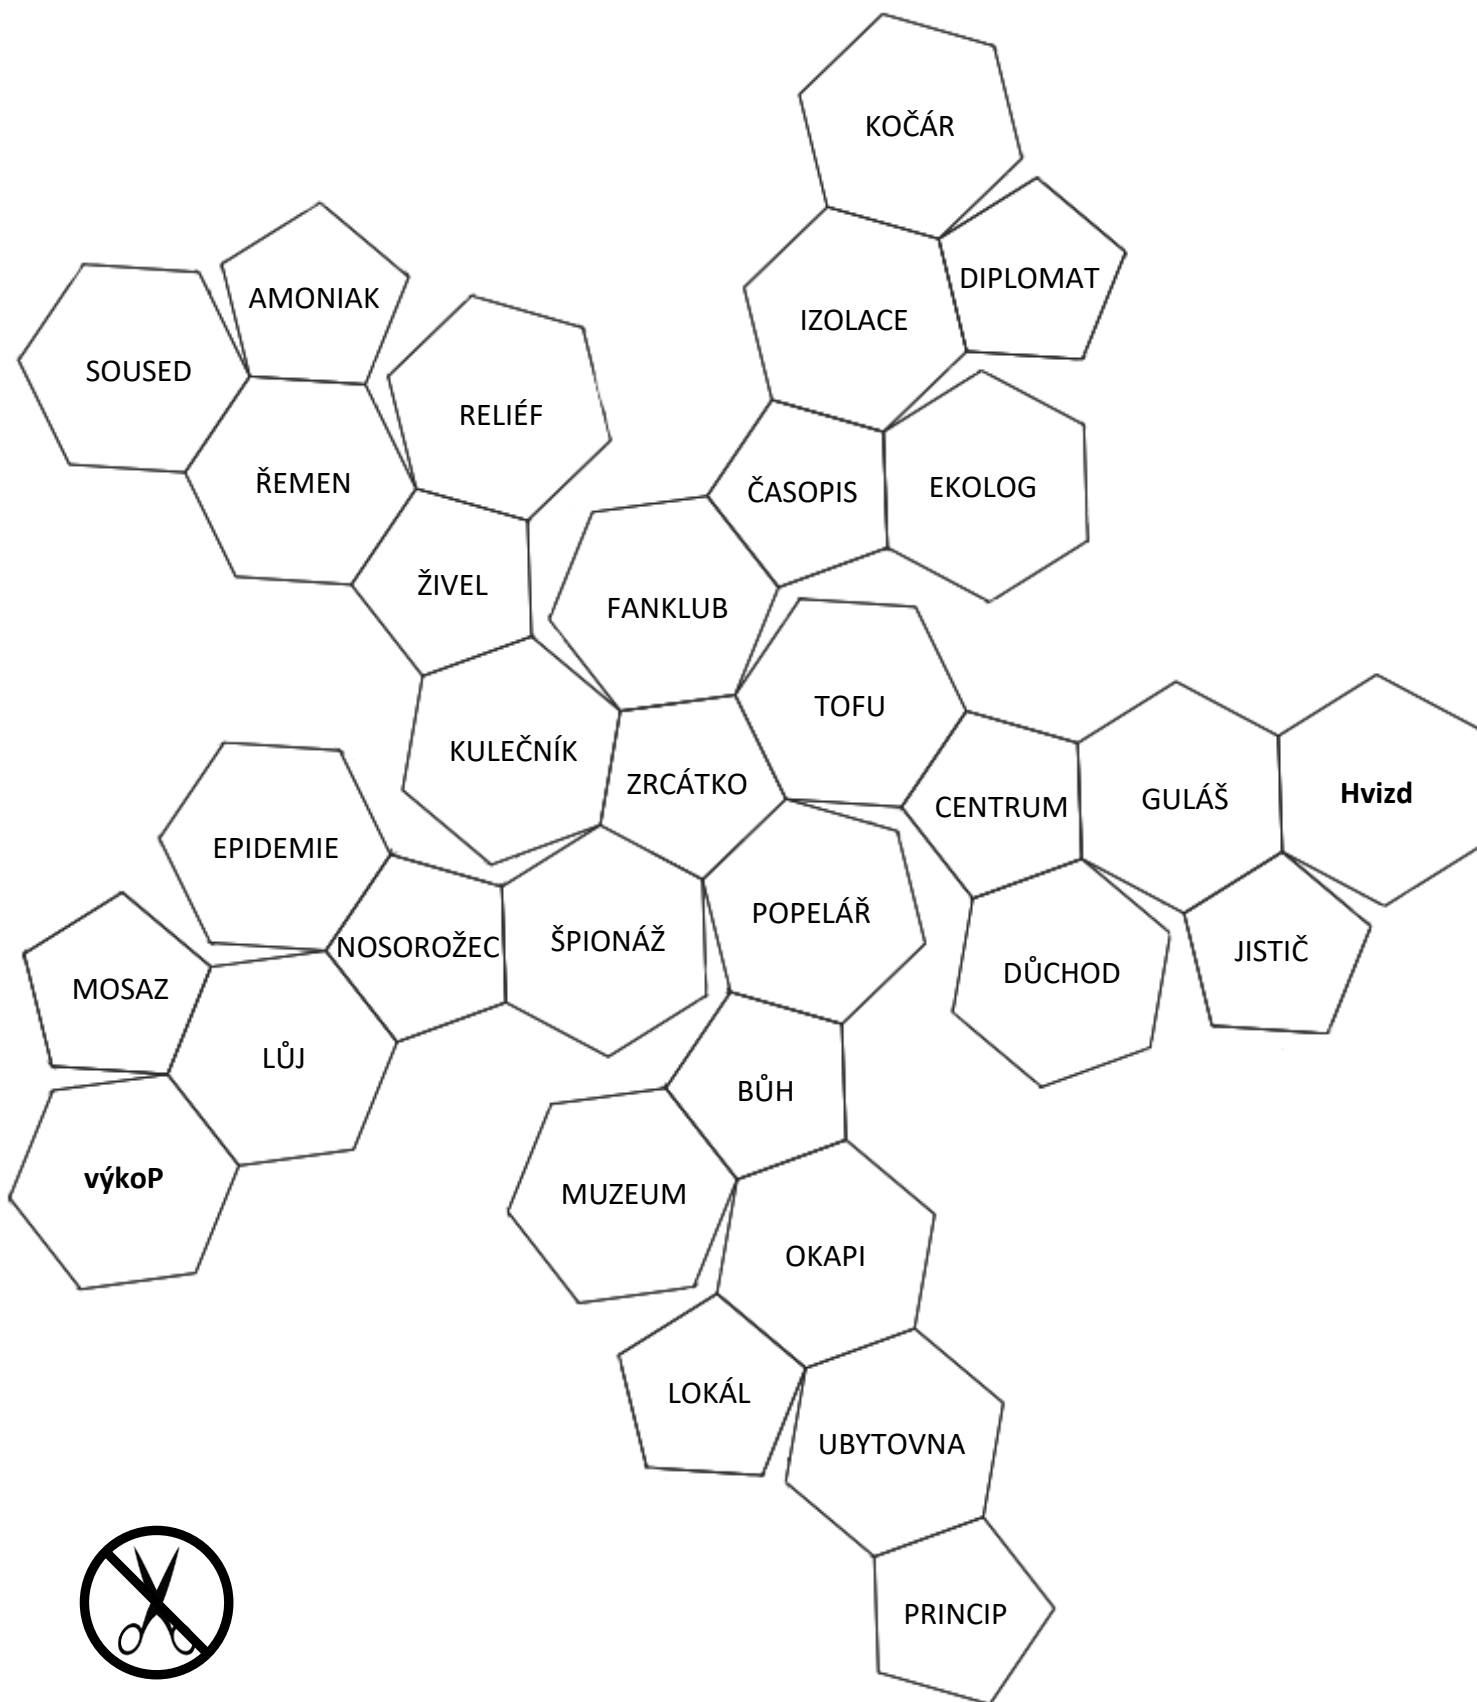 KOČÁR
DIPLOMAT
AMONIAK
IZOLACE
SOUSED
RELIÉF
ŘEMEN
ČASOPIS
EKOLOG
ŽIVEL
FANKLUB
TOFU
KULEČNÍK
ZRCÁTKO
CENTRUM
GULÁŠ
Hvizd
EPIDEMIE
POPELÁŘ
NOSOROŽEC
ŠPIONÁŽ
JISTIČ
DŮCHOD
MOSAZ
LŮJ
BŮH
výkoP
MUZEUM
OKAPI
LOKÁL
UBYTOVNA
PRINCIP